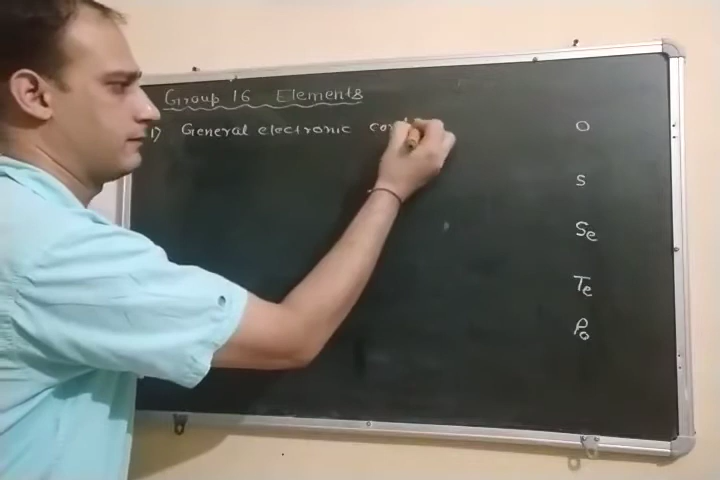 Group 16 Elements
1) General electronic
O
S
Se
Te
Po